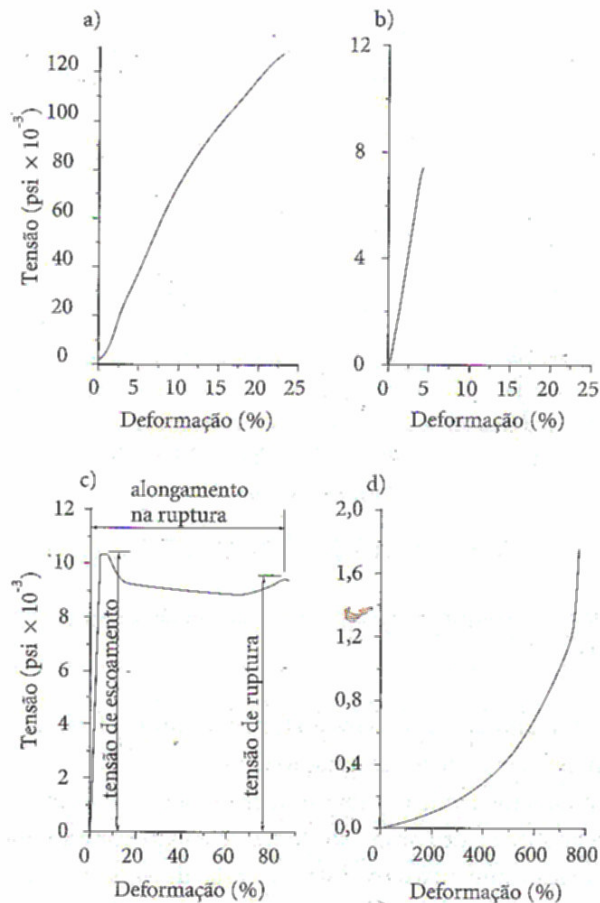 a)
120
100
80
60
40
20
0
Tensão (psi × 10⁻³)
0 5 10 15 20 25
Deformação (%)
b)
12
8
4
0
0 5 10 15 20 25
Deformação (%)
c)
alongamento
na ruptura
12
10
8
6
4
2
0
Tensão (psi × 10⁻³)
tensão de escoamento
tensão de ruptura
0 20 40 60 80
Deformação (%)
d)
2,0
1,6
1,2
0,8
0,4
0,0
0 200 400 600 800
Deformação (%)